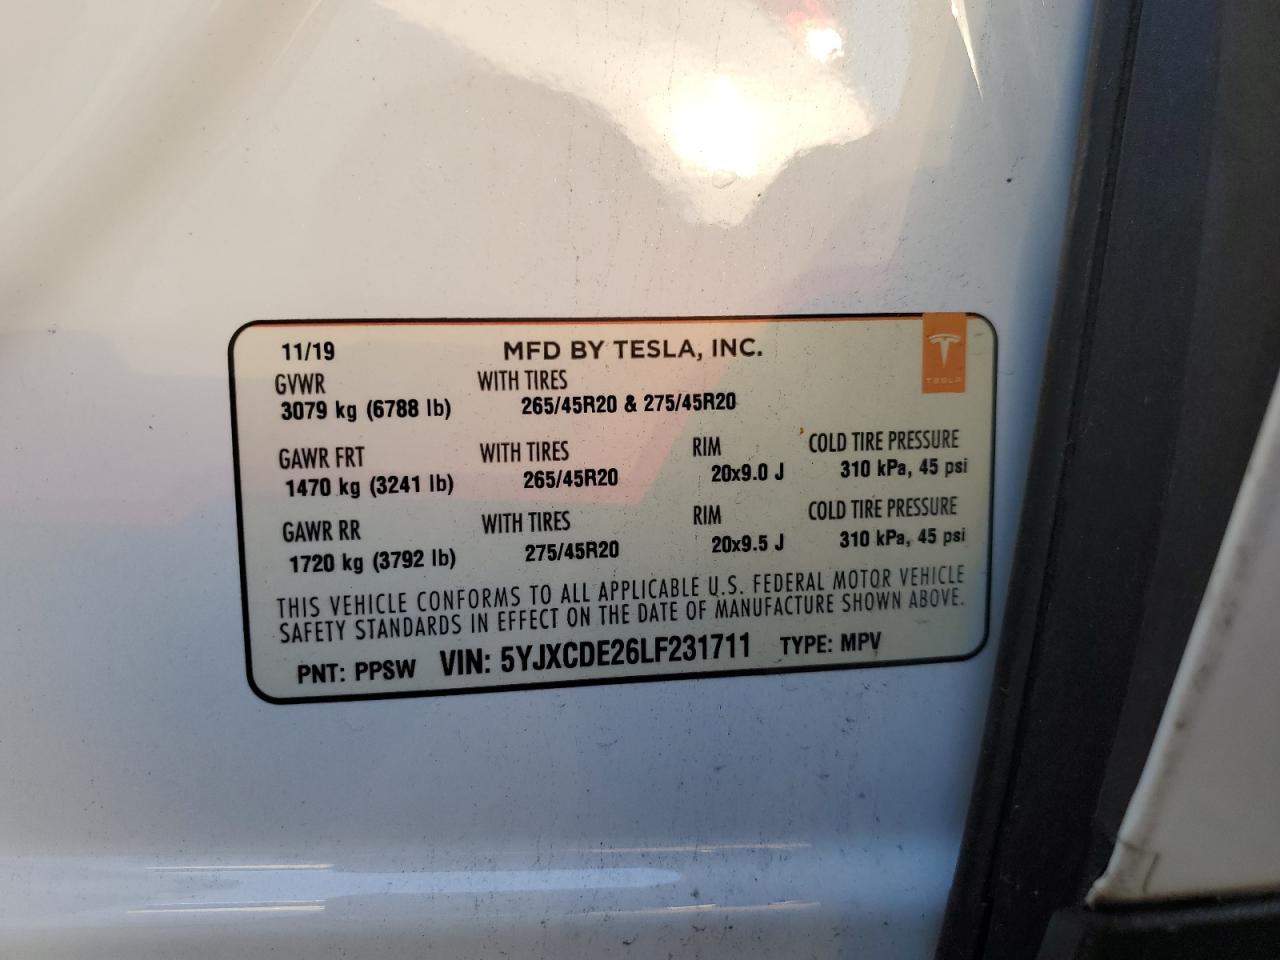 11/19 MFD BY TESLA, INC.
TESLA
GVWR WITH TIRES
3079 kg (6788 lb) 265/45R20 & 275/45R20
GAWR FRT WITH TIRES RIM COLD TIRE PRESSURE
1470 kg (3241 lb) 265/45R20 20x9.0 J 310 kPa, 45 psi
GAWR RR WITH TIRES RIM COLD TIRE PRESSURE
1720 kg (3792 lb) 275/45R20 20x9.5 J 310 kPa, 45 psi
THIS VEHICLE CONFORMS TO ALL APPLICABLE U.S. FEDERAL MOTOR VEHICLE
SAFETY STANDARDS IN EFFECT ON THE DATE OF MANUFACTURE SHOWN ABOVE.
PNT: PPSW VIN: 5YJXCDE26LF231711 TYPE: MPV